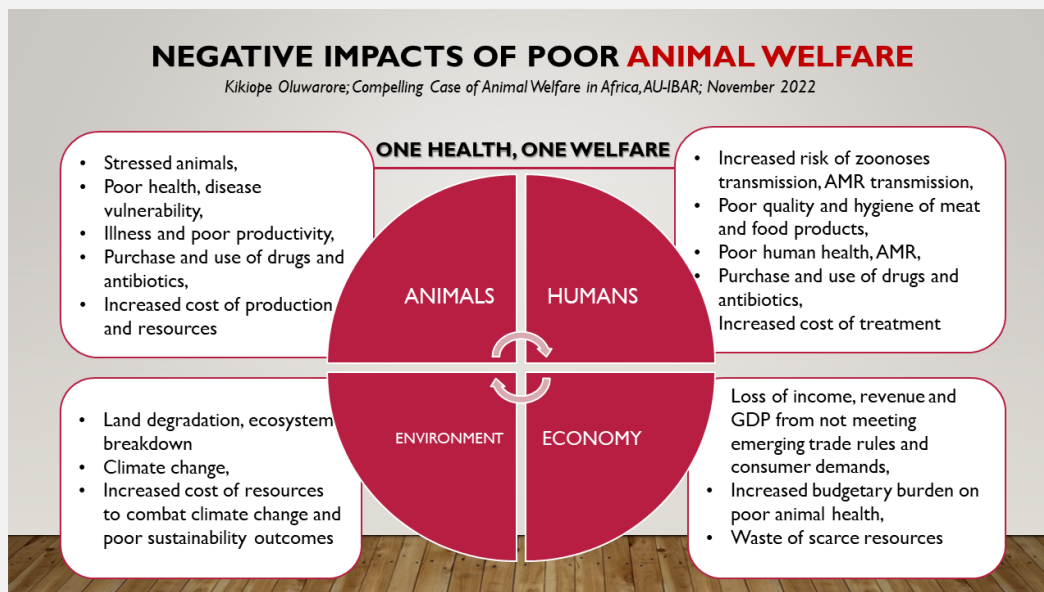 NEGATIVE IMPACTS OF POOR ANIMAL WELFARE
Kikiope Oluwarore; Compelling Case of Animal Welfare in Africa, AU-IBAR; November 2022
ONE HEALTH, ONE WELFARE
• Stressed animals,
• Poor health, disease
vulnerability,
• Illness and poor productivity,
• Purchase and use of drugs and
antibiotics,
• Increased cost of production
and resources
• Increased risk of zoonoses
transmission, AMR transmission,
• Poor quality and hygiene of meat
and food products,
• Poor human health, AMR,
• Purchase and use of drugs and
antibiotics,
Increased cost of treatment
ANIMALS
HUMANS
ENVIRONMENT
ECONOMY
• Land degradation, ecosystem
breakdown
• Climate change,
• Increased cost of resources
to combat climate change and
poor sustainability outcomes
Loss of income, revenue and
GDP from not meeting
emerging trade rules and
consumer demands,
• Increased budgetary burden on
poor animal health,
• Waste of scarce resources